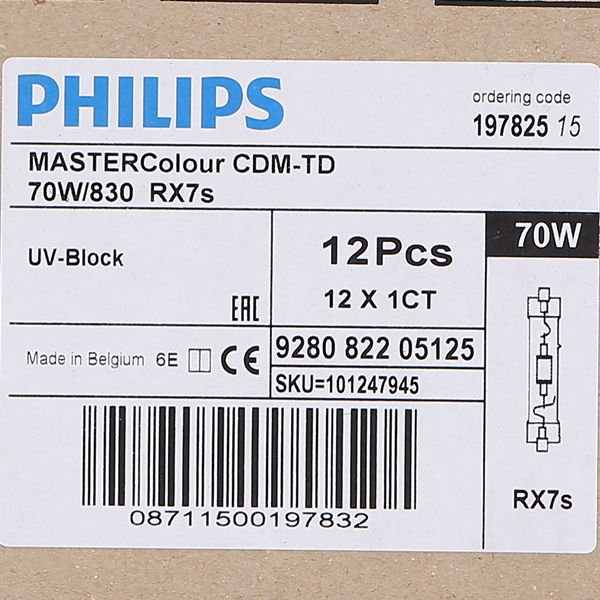 PHILIPS
ordering code
197825 15
MASTERColour CDM-TD
70W/830 RX7s
UV-Block
EAC
12Pcs
12 X 1CT
70W
Made in Belgium 6E CE
9280 822 05125
SKU=101247945
08711500197832
RX7s